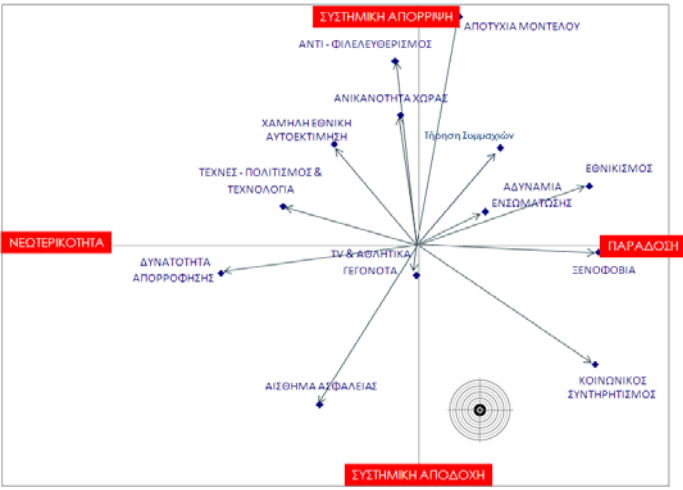 ΣΥΣΤΗΜΙΚΗ ΑΠΟΡΡΙΨΗ
ΑΠΟΤΥΧΙΑ ΜΟΝΤΕΛΟΥ
ΑΝΤΙ - ΦΙΛΕΛΕΥΘΕΡΙΣΜΟΣ
ΑΝΙΚΑΝΟΤΗΤΑ ΧΩΡΑΣ
ΧΑΜΗΛΗ ΕΘΝΙΚΗ
ΑΥΤΟΕΚΤΙΜΗΣΗ
Τήρηση Συμμαχιών
ΤΕΧΝΕΣ - ΠΟΛΙΤΙΣΜΟΣ &
ΤΕΧΝΟΛΟΓΙΑ
ΕΘΝΙΚΙΣΜΟΣ
ΑΔΥΝΑΜΙΑ
ΕΝΣΩΜΑΤΩΣΗΣ
ΝΕΩΤΕΡΙΚΟΤΗΤΑ
ΠΑΡΑΔΟΣΗ
ΔΥΝΑΤΟΤΗΤΑ
ΑΠΟΡΡΟΦΗΣΗΣ
TV & ΑΘΛΗΤΙΚΑ
ΓΕΓΟΝΟΤΑ
ΞΕΝΟΦΟΒΙΑ
ΑΙΣΘΗΜΑ ΑΣΦΑΛΕΙΑΣ
ΚΟΙΝΩΝΙΚΟΣ
ΣΥΝΤΗΡΗΤΙΣΜΟΣ
ΣΥΣΤΗΜΙΚΗ ΑΠΟΔΟΧΗ